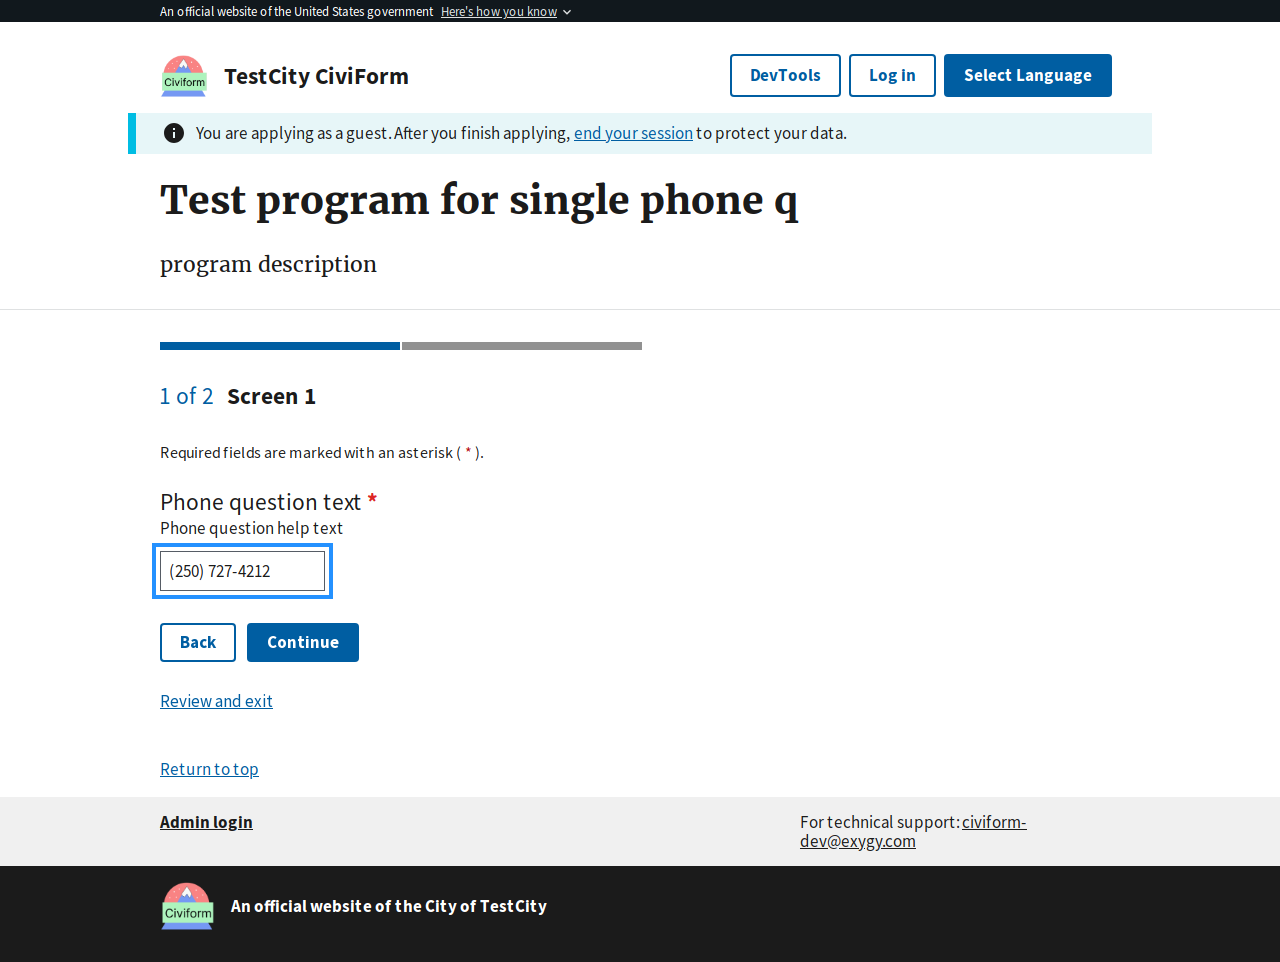 An official website of the United States government Here's how you know
Civiform TestCity CiviForm DevTools Log in Select Language
You are applying as a guest. After you finish applying, end your session to protect your data.
Test program for single phone q
program description
1 of 2 Screen 1
Required fields are marked with an asterisk ( * ).
Phone question text *
Phone question help text
(250) 727-4212
Back Continue
Review and exit
Return to top
Admin login For technical support: civiform-
dev@exygy.com
Civiform An official website of the City of TestCity